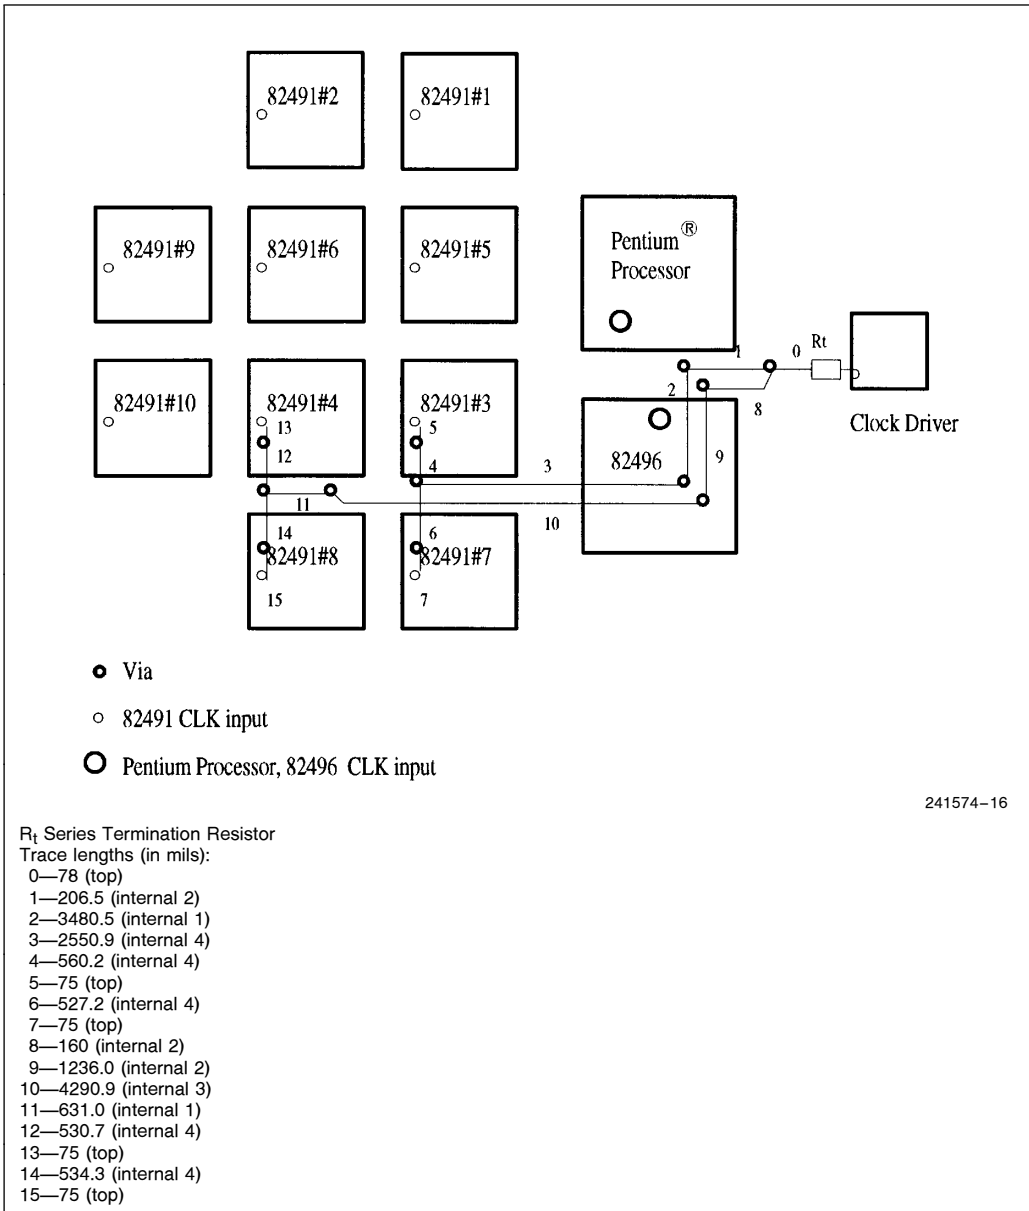 82491#2
82491#1
82491#9
82491#6
82491#5
Pentium®
Processor
1
0
Rt
82491#10
82491#4
82491#3
2
8
Clock Driver
13
5
12
4
3
82496
9
11
10
14
6
82491#8
82491#7
15
7
Via
82491 CLK input
Pentium Processor, 82496 CLK input
241574–16
Rt Series Termination Resistor
Trace lengths (in mils):
0—78 (top)
1—206.5 (internal 2)
2—3480.5 (internal 1)
3—2550.9 (internal 4)
4—560.2 (internal 4)
5—75 (top)
6—527.2 (internal 4)
7—75 (top)
8—160 (internal 2)
9—1236.0 (internal 2)
10—4290.9 (internal 3)
11—631.0 (internal 1)
12—530.7 (internal 4)
13—75 (top)
14—534.3 (internal 4)
15—75 (top)